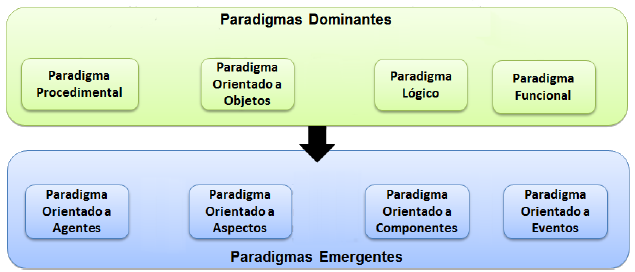 Paradigmas Dominantes
Paradigma
Procedimental
Paradigma
Orientado a
Objetos
Paradigma
Lógico
Paradigma
Funcional
Paradigma
Orientado a
Agentes
Paradigma
Orientado a
Aspectos
Paradigma
Orientado a
Componentes
Paradigma
Orientado a
Eventos
Paradigmas Emergentes